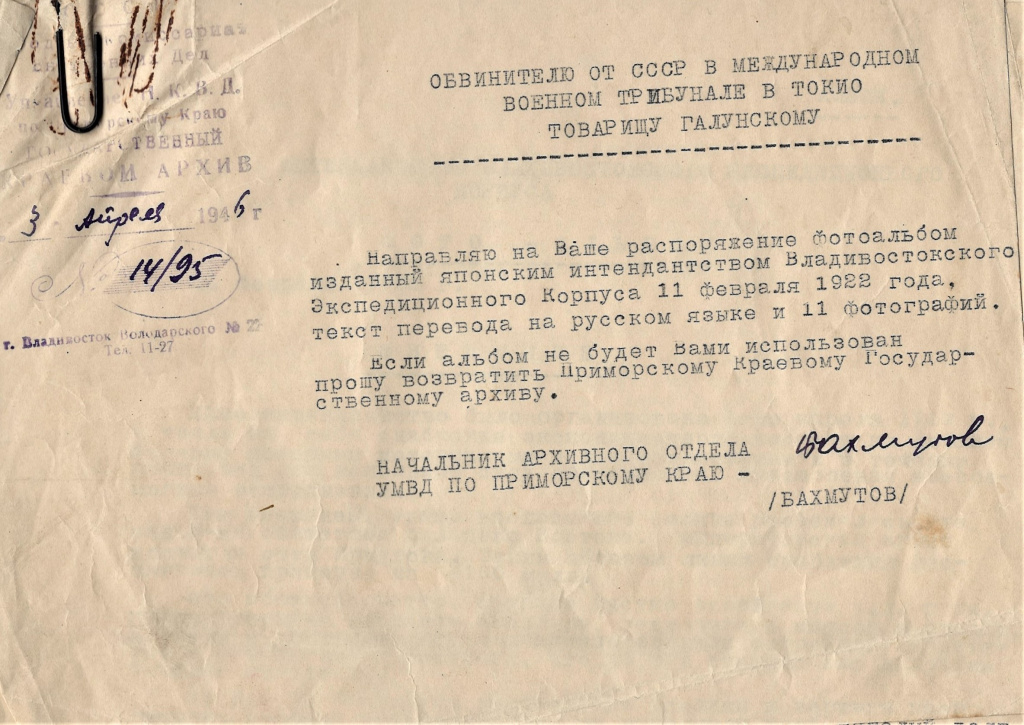 Дел
Н. К. В. Д.
Краю
АРХИВ
3 Апреля 1946 г
№ 14/95
г. Владивосток Володарского № 22
Тел. 11-27
ОБВИНИТЕЛЮ ОТ СССР В МЕЖДУНАРОДНОМ
ВОЕННОМ ТРИБУНАЛЕ В ТОКИО
ТОВАРИЩУ ГАЛУНСКОМУ
Направляю на Ваше распоряжение фотоальбом
изданный японским интендантством Владивостокского
Экспедиционного Корпуса 11 февраля 1922 года,
текст перевода на русском языке и 11 фотографий.
Если альбом не будет Вами использован
прошу возвратить Приморскому Краевому Государ-
ственному архиву.
НАЧАЛЬНИК АРХИВНОГО ОТДЕЛА
УМВД ПО ПРИМОРСКОМУ КРАЮ -
Бахмутов
/БАХМУТОВ/